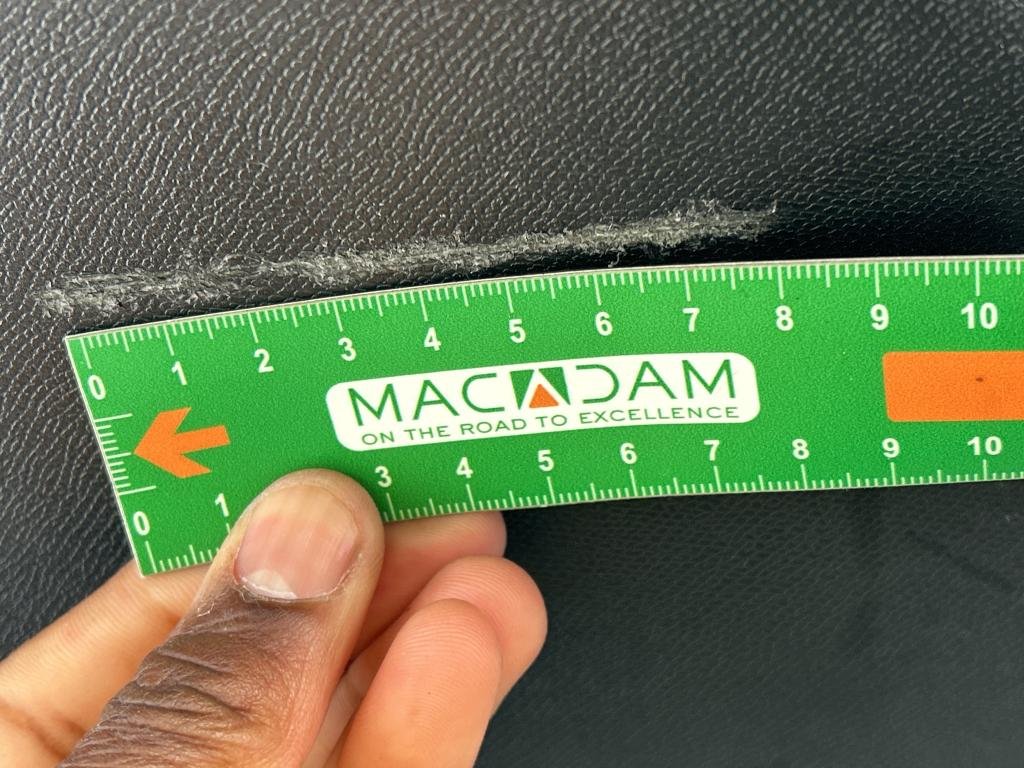 0 1 2 3 4 5 6 7 8 9 10
MACADAM
ON THE ROAD TO EXCELLENCE
0 1 3 4 5 6 7 8 9 10